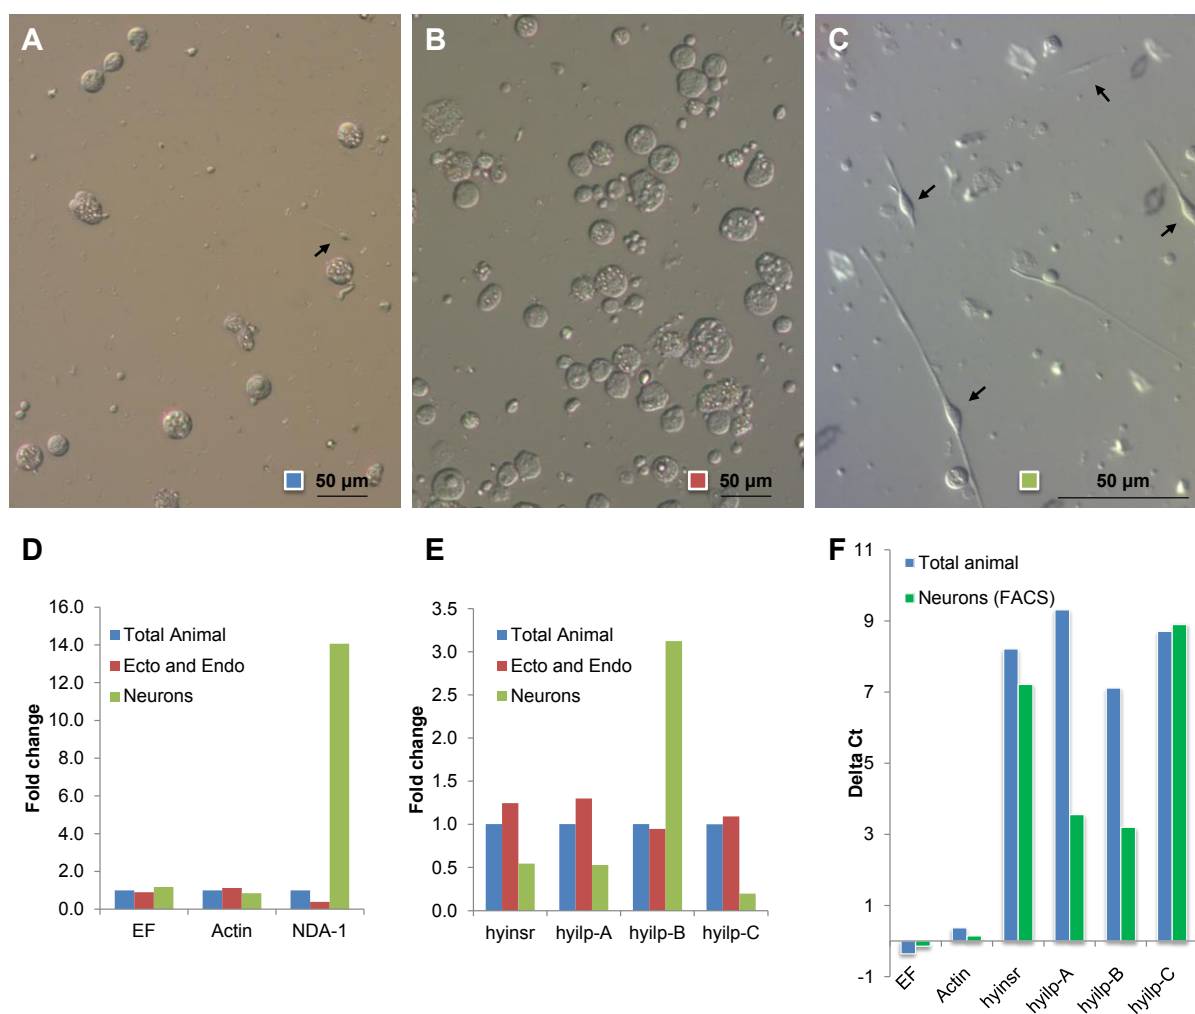 A
B
C
50 μm
50 μm
50 μm
D
E
F
Fold change
16.0
14.0
12.0
10.0
8.0
6.0
4.0
2.0
0.0
Total Animal
Ecto and Endo
Neurons
EF Actin NDA-1
Fold change
3.5
3.0
2.5
2.0
1.5
1.0
0.5
0.0
Total Animal
Ecto and Endo
Neurons
hyinsr hyilp-A hyilp-B hyilp-C
Delta Ct
11
9
7
5
3
1
-1
Total animal
Neurons (FACS)
EF Actin hyinsr hyilp-A hyilp-B hyilp-C